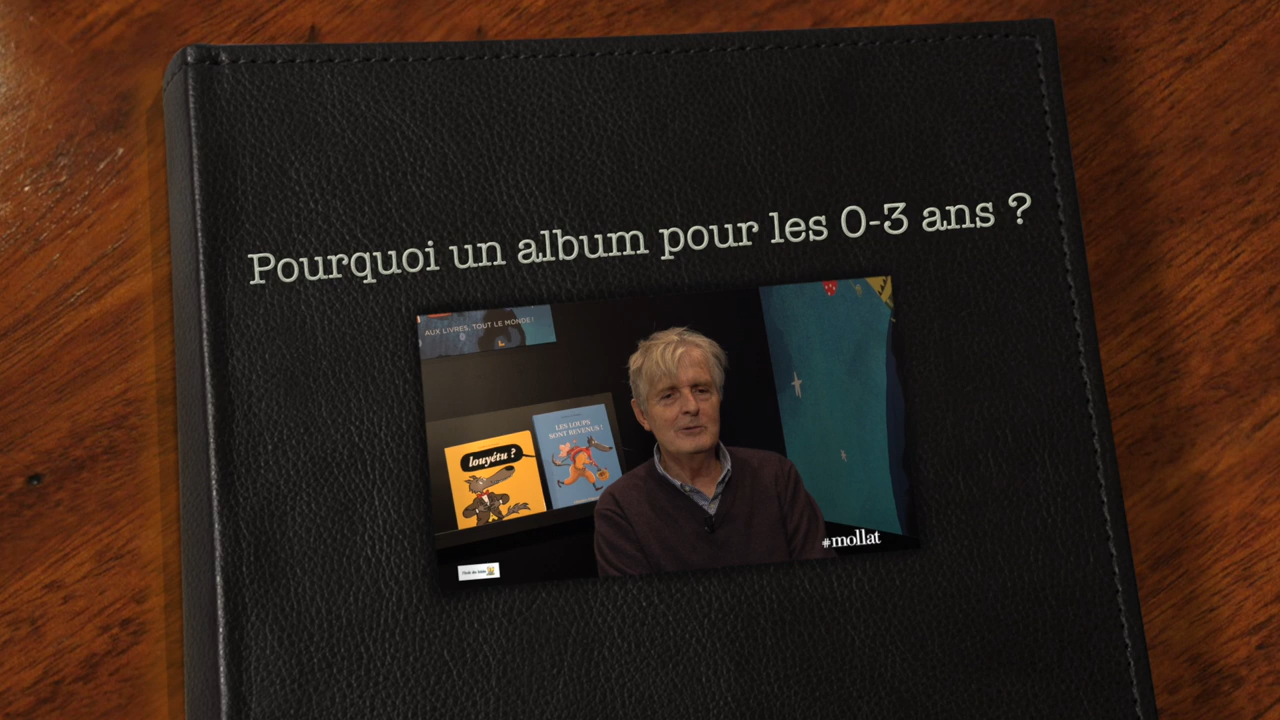 Pourquoi un album pour les 0-3 ans ?
AUX LIVRES, TOUT LE MONDE !
louyétu ?
LES LOUPS
SONT REVENUS !
#mollat